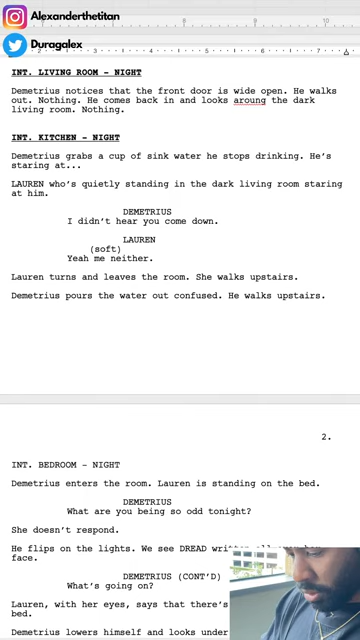 Alexanderthetitan
Duragalex
1
2
3
4
5
6
7
INT. LIVING ROOM - NIGHT
Demetrius notices that the front door is wide open. He walks
out. Nothing. He comes back in and looks aroung the dark
living room. Nothing.
INT. KITCHEN - NIGHT
Demetrius grabs a cup of sink water he stops drinking. He's
staring at...
LAUREN who's quietly standing in the dark living room staring
at him.
DEMETRIUS
I didn't hear you come down.
LAUREN
(soft)
Yeah me neither.
Lauren turns and leaves the room. She walks upstairs.
Demetrius pours the water out confused. He walks upstairs.
2.
INT. BEDROOM - NIGHT
Demetrius enters the room. Lauren is standing on the bed.
DEMETRIUS
What are you being so odd tonight?
She doesn't respond.
He flips on the lights. We see DREAD
face.
DEMETRIUS (CONT'D)
What's going on?
Lauren, with her eyes, says that there's
bed.
Demetrius lowers himself and looks under